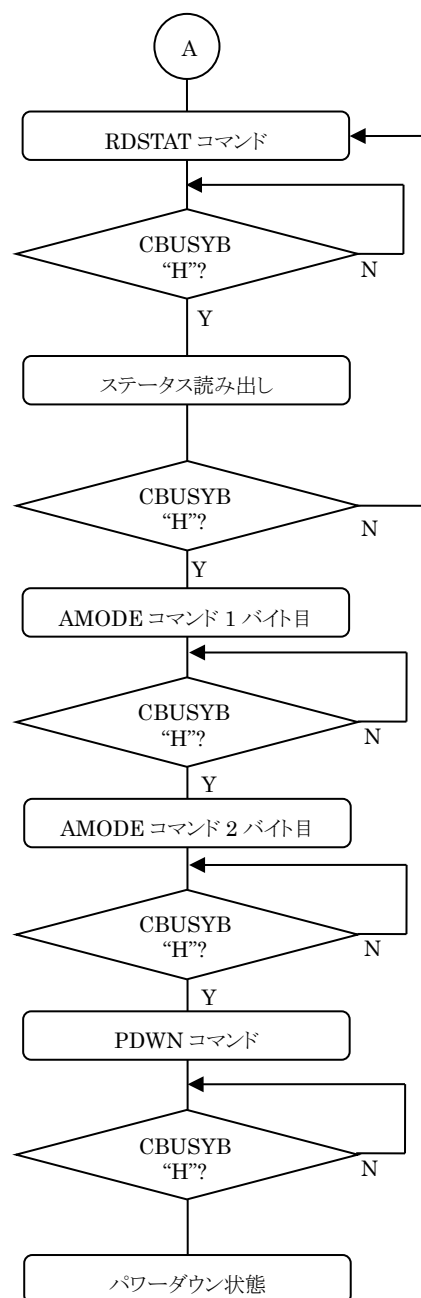 A
RDSTAT コマンド
CBUSYB
“H”?
N
Y
ステータス読み出し
CBUSYB
“H”?
N
Y
AMODE コマンド 1 バイト目
CBUSYB
“H”?
N
Y
AMODE コマンド 2 バイト目
CBUSYB
“H”?
N
Y
PDWN コマンド
CBUSYB
“H”?
N
パワーダウン状態